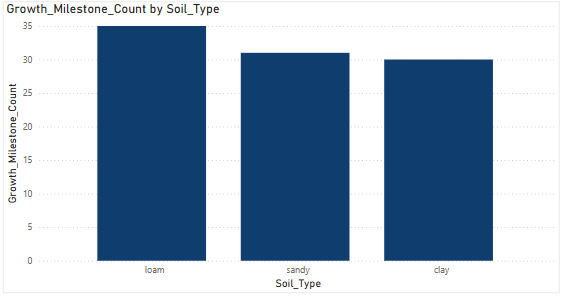 Growth_Milestone_Count by Soil_Type
Growth_Milestone_Count
35
30
25
20
15
10
5
0
loam
sandy
clay
Soil_Type